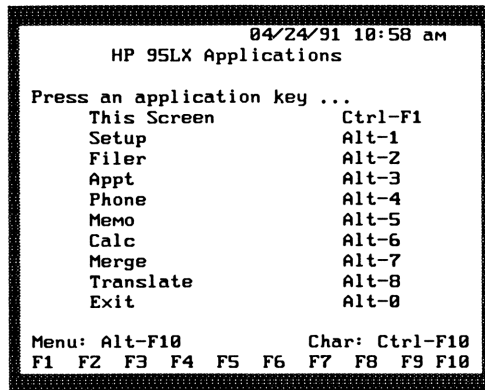 04/24/91 10:58 am
HP 95LX Applications
Press an application key ...
This Screen Ctrl-F1
Setup Alt-1
Filer Alt-2
Appt Alt-3
Phone Alt-4
Memo Alt-5
Calc Alt-6
Merge Alt-7
Translate Alt-8
Exit Alt-0
Menu: Alt-F10 Char: Ctrl-F10
F1 F2 F3 F4 F5 F6 F7 F8 F9 F10